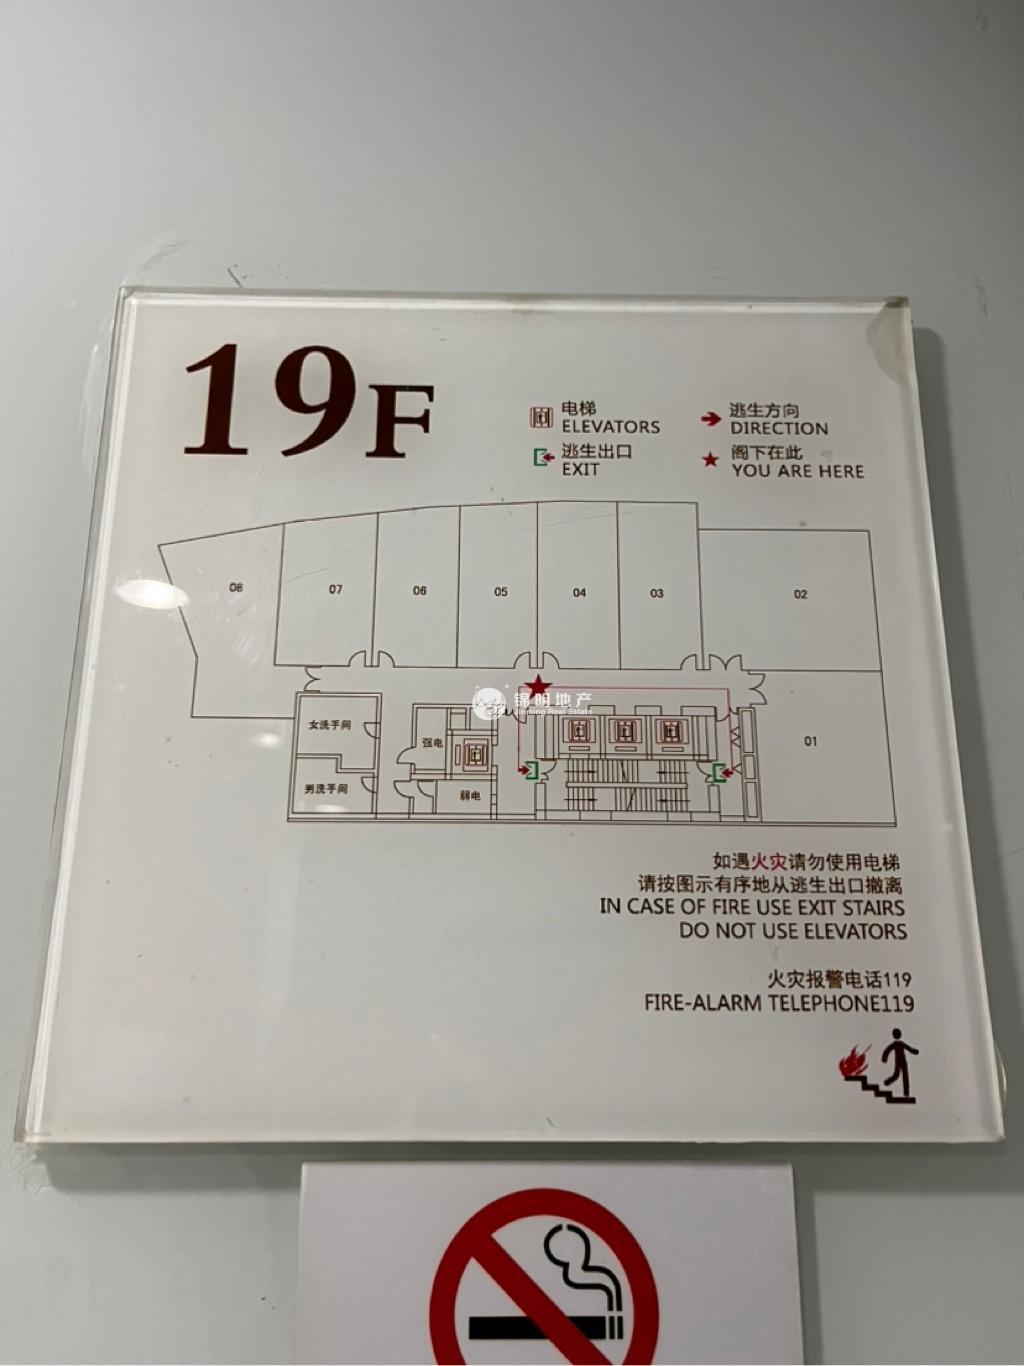 19F
电梯
ELEVATORS
逃生方向
DIRECTION
逃生出口
EXIT
阁下在此
YOU ARE HERE
08
07
06
05
04
03
02
锦明地产
Jinming Real Estate
女洗手间
强电
01
男洗手间
弱电
如遇火灾请勿使用电梯
请按图示有序地从逃生出口撤离
IN CASE OF FIRE USE EXIT STAIRS
DO NOT USE ELEVATORS
火灾报警电话119
FIRE-ALARM TELEPHONE119